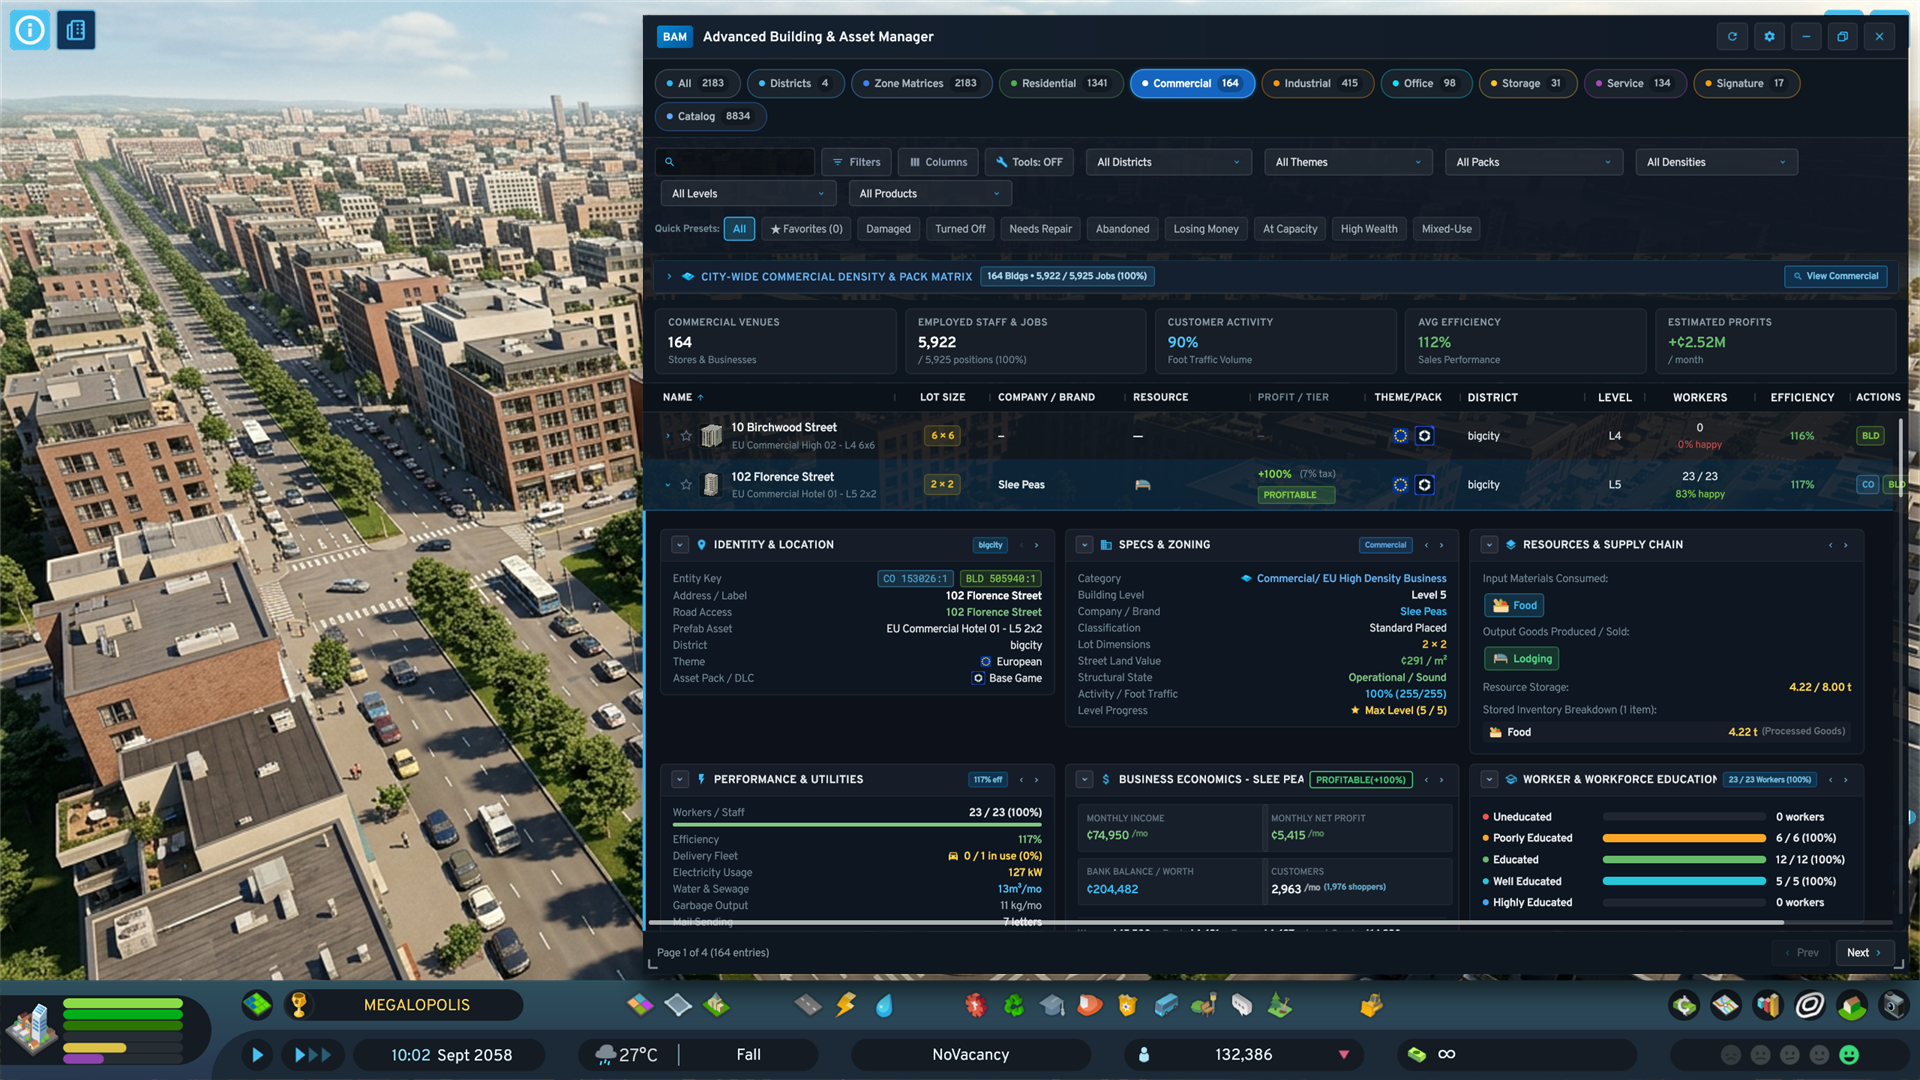 BAM Advanced Building & Asset Manager
All 2183 Districts 4 Zone Matrices 2183 Residential 1341 Commercial 164 Industrial 415 Office 98 Storage 31 Service 134 Signature 17
Catalog 8834
Filters Columns Tools: OFF All Districts All Themes All Packs All Densities
All Levels All Products
Quick Presets: All ★ Favorites (0) Damaged Turned Off Needs Repair Abandoned Losing Money At Capacity High Wealth Mixed-Use
CITY-WIDE COMMERCIAL DENSITY & PACK MATRIX 164 Bldgs • 5,922 / 5,925 Jobs (100%) View Commercial
COMMERCIAL VENUES EMPLOYED STAFF & JOBS CUSTOMER ACTIVITY AVG EFFICIENCY ESTIMATED PROFITS
164 5,922 90% 112% +¢2.52M
Stores & Businesses / 5,925 positions (100%) Foot Traffic Volume Sales Performance / month
NAME ↑ LOT SIZE COMPANY / BRAND RESOURCE PROFIT / TIER THEME/PACK DISTRICT LEVEL WORKERS EFFICIENCY ACTIONS
10 Birchwood Street 6 × 6 – — – bigcity L4 0 116% BLD
EU Commercial High 02 - L4 6x6 0% happy
102 Florence Street 2 × 2 Slee Peas +100% (7% tax) bigcity L5 23 / 23 117% CO BLD
EU Commercial Hotel 01 - L5 2x2 PROFITABLE 83% happy
IDENTITY & LOCATION bigcity
Entity Key CO 153026:1 BLD 505940:1
Address / Label 102 Florence Street
Road Access 102 Florence Street
Prefab Asset EU Commercial Hotel 01 - L5 2x2
District bigcity
Theme European
Asset Pack / DLC Base Game
SPECS & ZONING Commercial
Category Commercial/ EU High Density Business
Building Level Level 5
Company / Brand Slee Peas
Classification Standard Placed
Lot Dimensions 2 × 2
Street Land Value ¢291 / m²
Structural State Operational / Sound
Activity / Foot Traffic 100% (255/255)
Level Progress ★ Max Level (5 / 5)
RESOURCES & SUPPLY CHAIN
Input Materials Consumed:
Food
Output Goods Produced / Sold:
Lodging
Resource Storage: 4.22 / 8.00 t
Stored Inventory Breakdown (1 item):
Food 4.22 t (Processed Goods)
PERFORMANCE & UTILITIES 117% eff
Workers / Staff 23 / 23 (100%)
Efficiency 117%
Delivery Fleet 0 / 1 in use (0%)
Electricity Usage 127 kW
Water & Sewage 13m³/mo
Garbage Output 11 kg/mo
Mail Sending 7 letters
BUSINESS ECONOMICS - SLEE PEA PROFITABLE(+100%)
MONTHLY INCOME MONTHLY NET PROFIT
¢74,950 /mo ¢5,415 /mo
BANK BALANCE / WORTH CUSTOMERS
¢204,482 2,963 /mo (1,976 shoppers)
WORKER & WORKFORCE EDUCATION 23 / 23 Workers (100%)
Uneducated 0 workers
Poorly Educated 6 / 6 (100%)
Educated 12 / 12 (100%)
Well Educated 5 / 5 (100%)
Highly Educated 0 workers
Page 1 of 4 (164 entries) Prev Next
MEGALOPOLIS
10:02 Sept 2058 27°C Fall NoVacancy 132,386 ∞